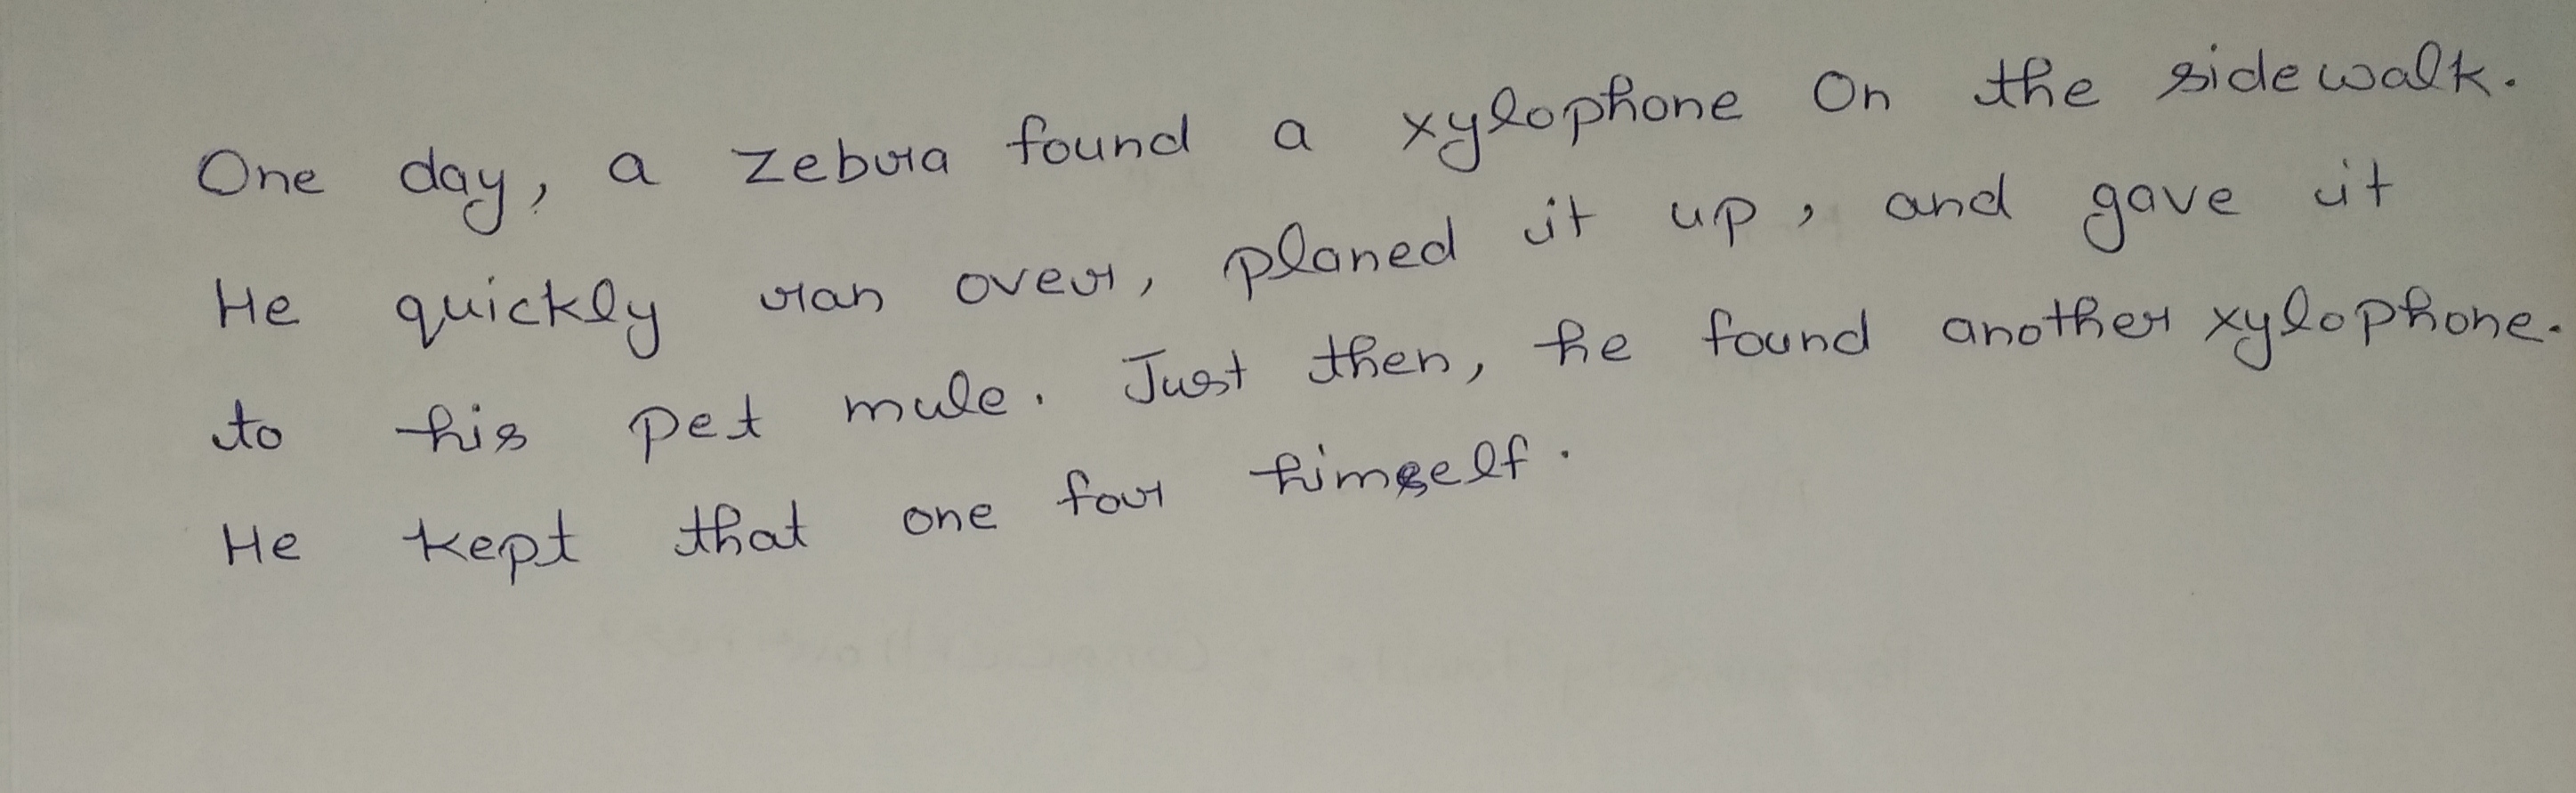 One day, a zebra found a xylophone On the sidewalk.
He quickly ran over, planed it up, and gave it
to his pet mule. Just then, he found another xylophone.
He kept that one for himself.